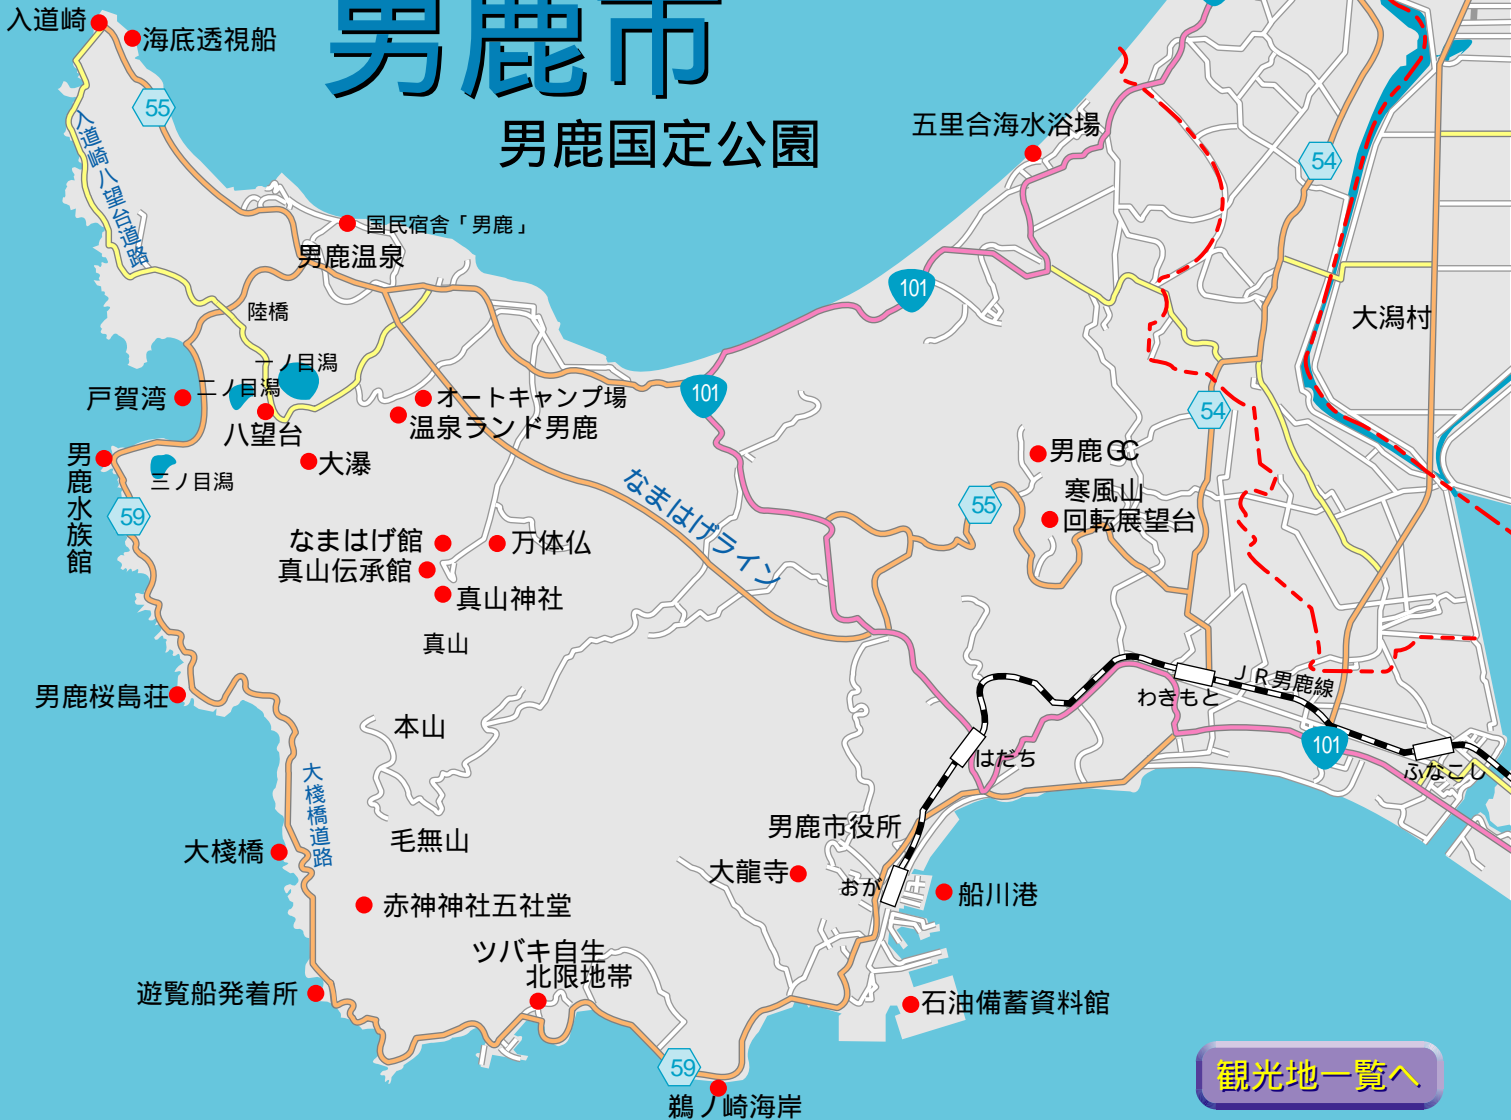 男鹿市
男鹿国定公園
入道崎
海底透視船
55
入道崎八望台道路
五里合海水浴場
54
国民宿舎「男鹿」
男鹿温泉
101
陸橋
大潟村
一ノ目潟
二ノ目潟
戸賀湾
101
オートキャンプ場
温泉ランド男鹿
54
八望台
男鹿水族館
大瀑
三ノ目潟
男鹿GC
なまはげライン
寒風山
回転展望台
55
59
なまはげ館
万体仏
真山伝承館
真山神社
真山
男鹿桜島荘
わきもと
JR男鹿線
本山
101
はだち
ふなこし
大棧橋道路
毛無山
男鹿市役所
大棧橋
大龍寺
おが
船川港
赤神神社五社堂
ツバキ自生
北限地帯
遊覧船発着所
石油備蓄資料館
59
鵜ノ崎海岸
観光地一覧へ